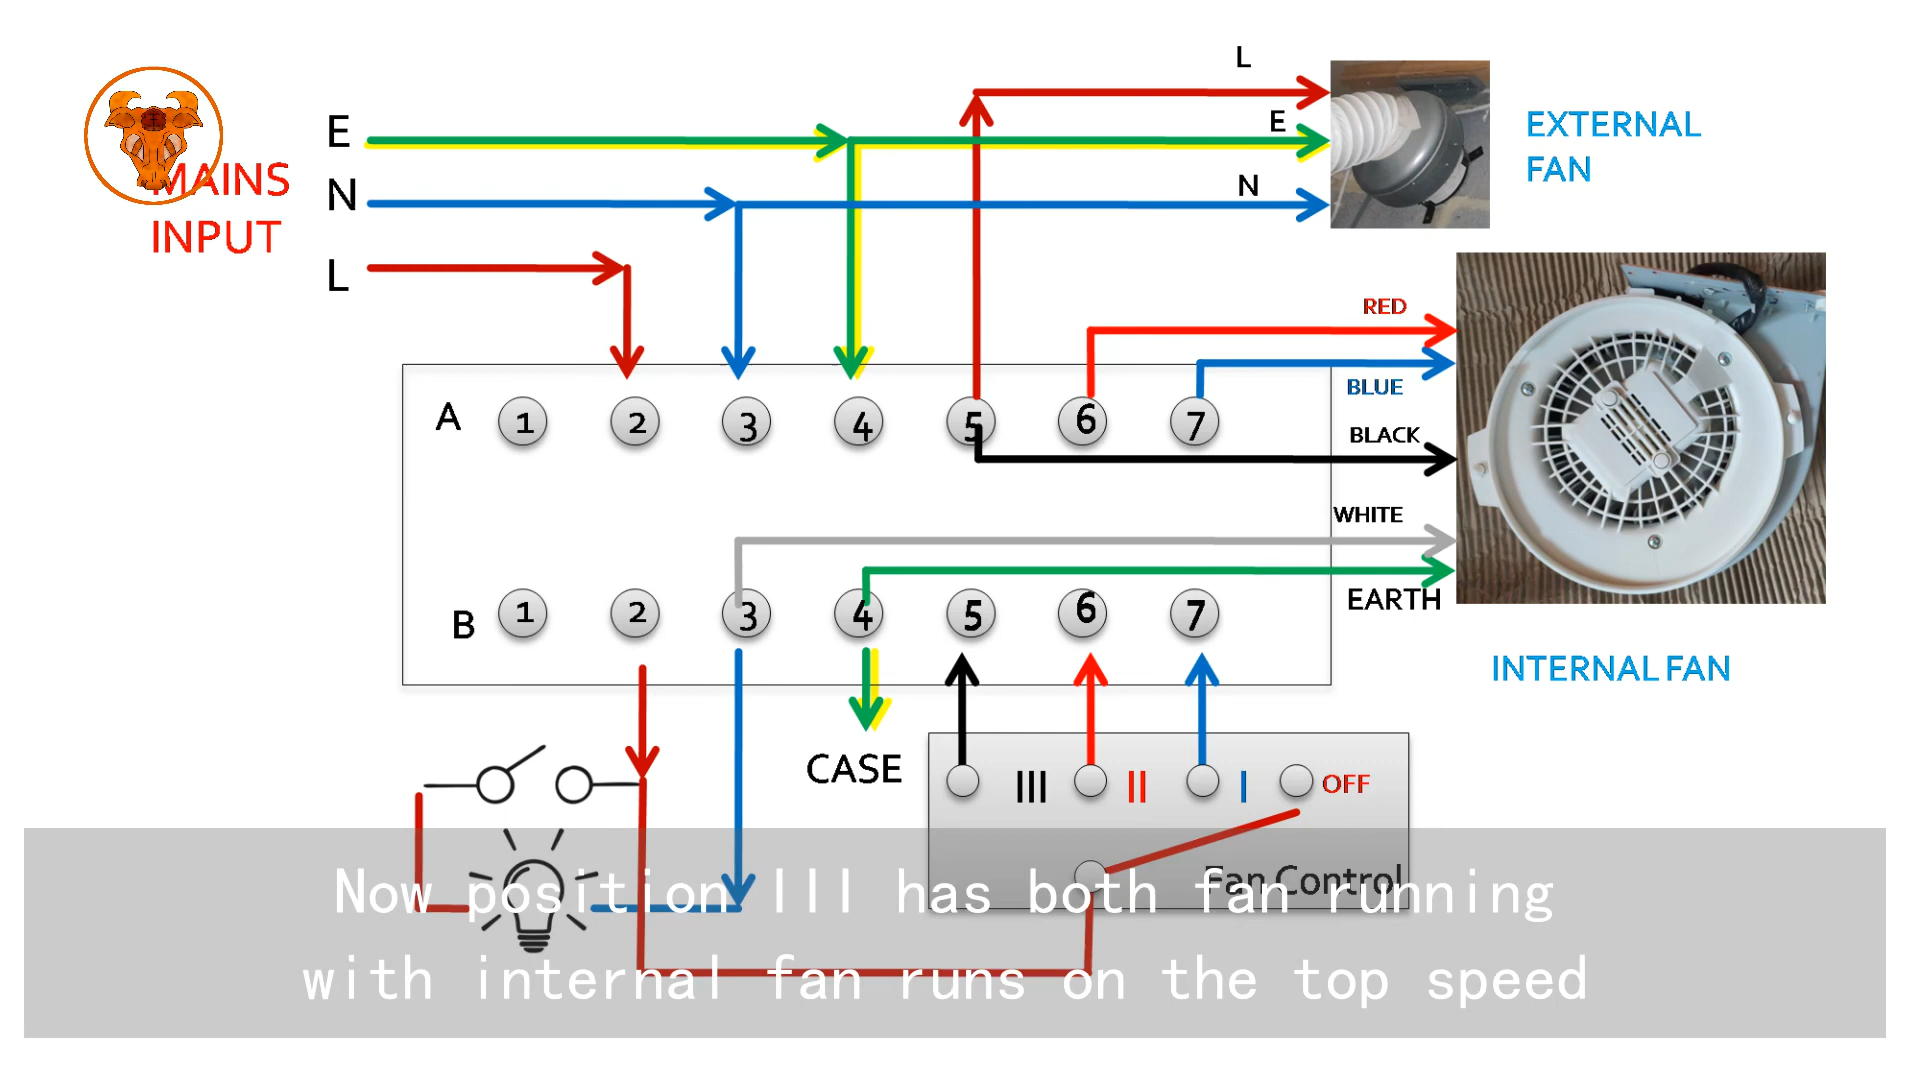 L
E
E
N
N
L
MAINS
INPUT
EXTERNAL
FAN
RED
BLUE
BLACK
WHITE
EARTH
A
1 2 3 4 5 6 7
B
1 2 3 4 5 6 7
INTERNAL FAN
CASE
III II I OFF
Fan Control
Now position III has both fan running
with internal fan runs on the top speed